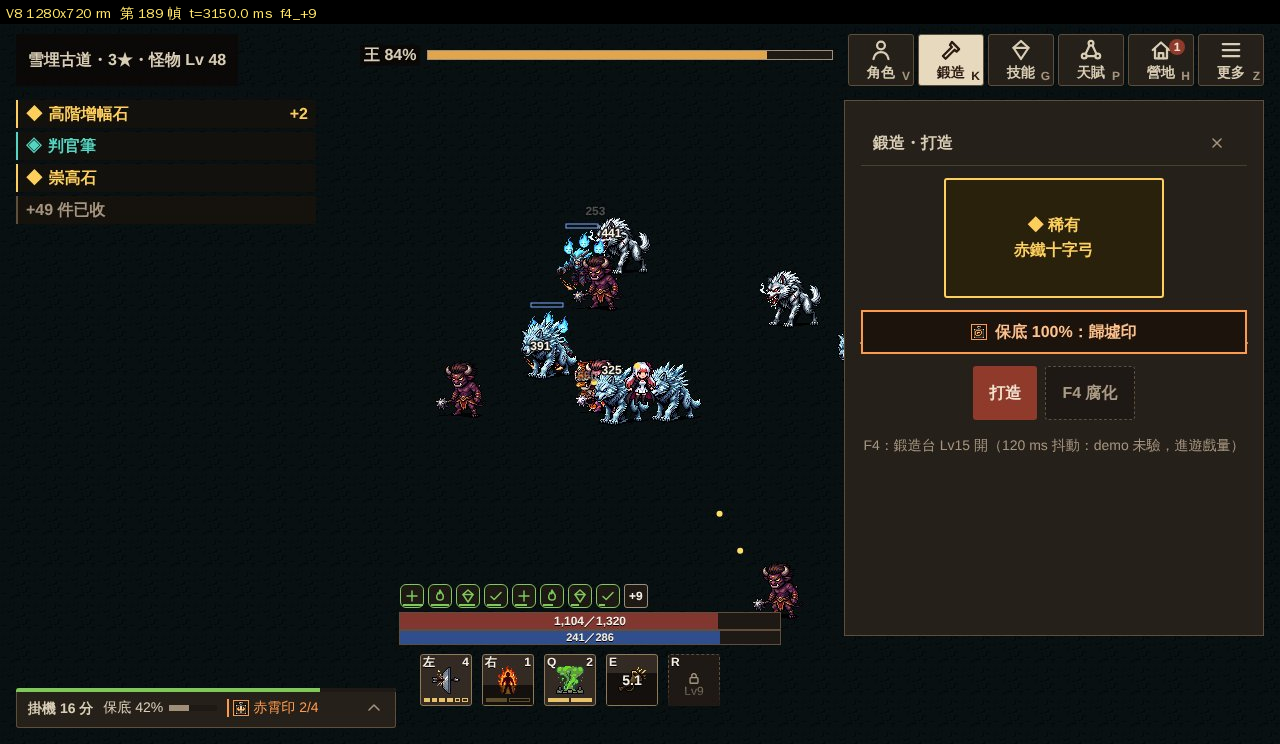 V8 1280x720 rm 第 189 幀 t=3150.0 ms f4_+9
雪埋古道・3★・怪物 Lv 48
王 84%
角色 V
鍛造 K
技能 G
天賦 P
營地 H
1
更多 Z
◆ 高階增幅石 +2
◈ 判官筆
◆ 崇高石
+49 件已收
鍛造・打造
×
◆ 稀有
赤鐵十字弓
保底 100%：歸墟印
打造
F4 腐化
F4：鍛造台 Lv15 開（120 ms 抖動：demo 未驗，進遊戲量）
253
441
391
325
+9
1,104／1,320
241／286
左 4
右 1
Q 2
E
5.1
R
Lv9
掛機 16 分 保底 42% 赤霄印 2/4